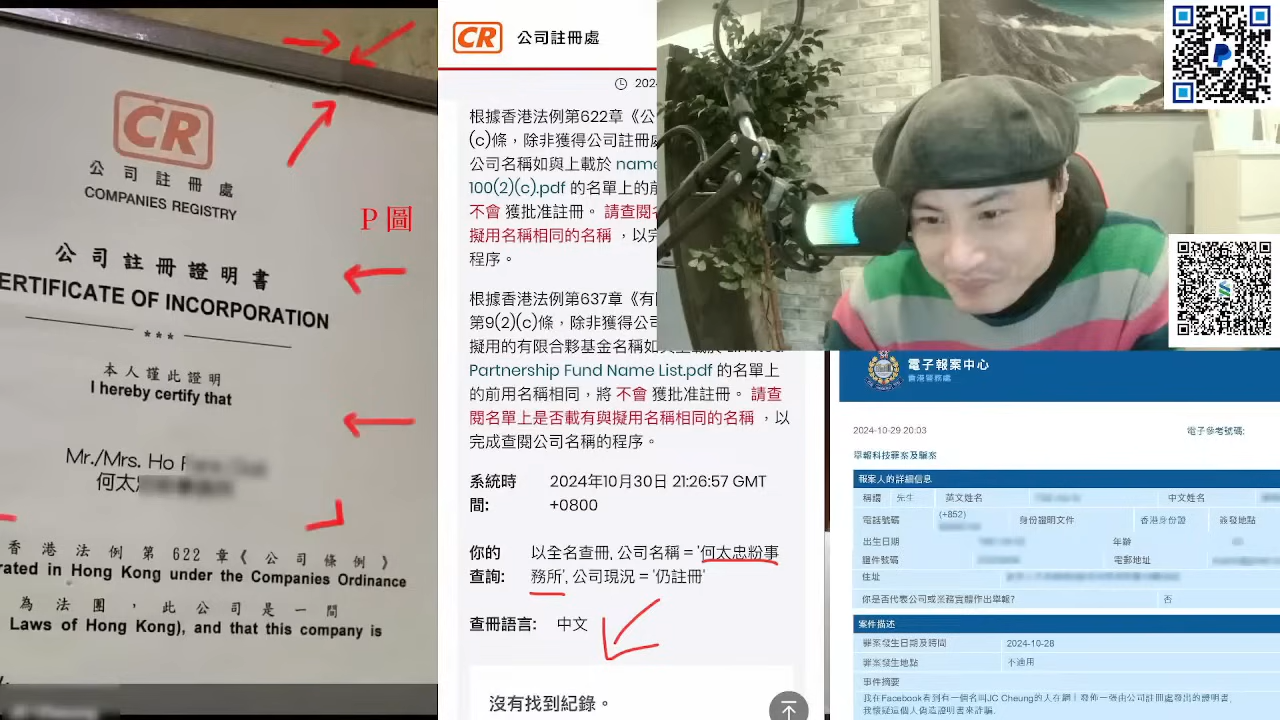 CR
公司註冊處
COMPANIES REGISTRY
P圖
公司註冊證明書
ERTIFICATE OF INCORPORATION
***
本人謹此證明
I hereby certify that
Mr./Mrs. Ho
何太
香港法例第622章《公司條例》
rated in Hong Kong under the Companies Ordinance
為法團，此公司是一間
Laws of Hong Kong), and that this company is
CR 公司註冊處
202
根據香港法例第622章《公
(c)條，除非獲得公司註冊處
公司名稱如與上載於 name
100(2)(c).pdf 的名單上的前
不會 獲批准註冊。 請查閱名
擬用名稱相同的名稱 ，以完
程序。
根據香港法例第637章《有
第9(2)(c)條，除非獲得公
擬用的有限合夥基金名稱如
Partnership Fund Name List.pdf 的名單上
的前用名稱相同，將 不會 獲批准註冊。 請查
閱名單上是否載有與擬用名稱相同的名稱 ，以
完成查閱公司名稱的程序。
系統時間: 2024年10月30日 21:26:57 GMT +0800
你的查詢: 以全名查冊, 公司名稱 = '何太忠紛事務所', 公司現況 = '仍註冊'
查冊語言: 中文
沒有找到紀錄。
電子報案中心
香港警務處
2024-10-29 20:03 電子參考號碼:
舉報科技罪案及騙案
報案人的詳細信息
稱謂 先生 英文姓名 中文姓名
電話號碼 (+852) 身份證明文件 香港身份證 簽發地點
出生日期 年齡
證件號碼 電郵地址
住址
你是否代表公司或業務實體作出舉報? 否
案件描述
罪案發生日期及時間 2024-10-28
罪案發生地點 不適用
事件摘要
我在Facebook看到有一個名叫JC Cheung的人在網上發佈一張由公司註冊處發出的證明書,
我懷疑這個人偽造證明書來詐騙.